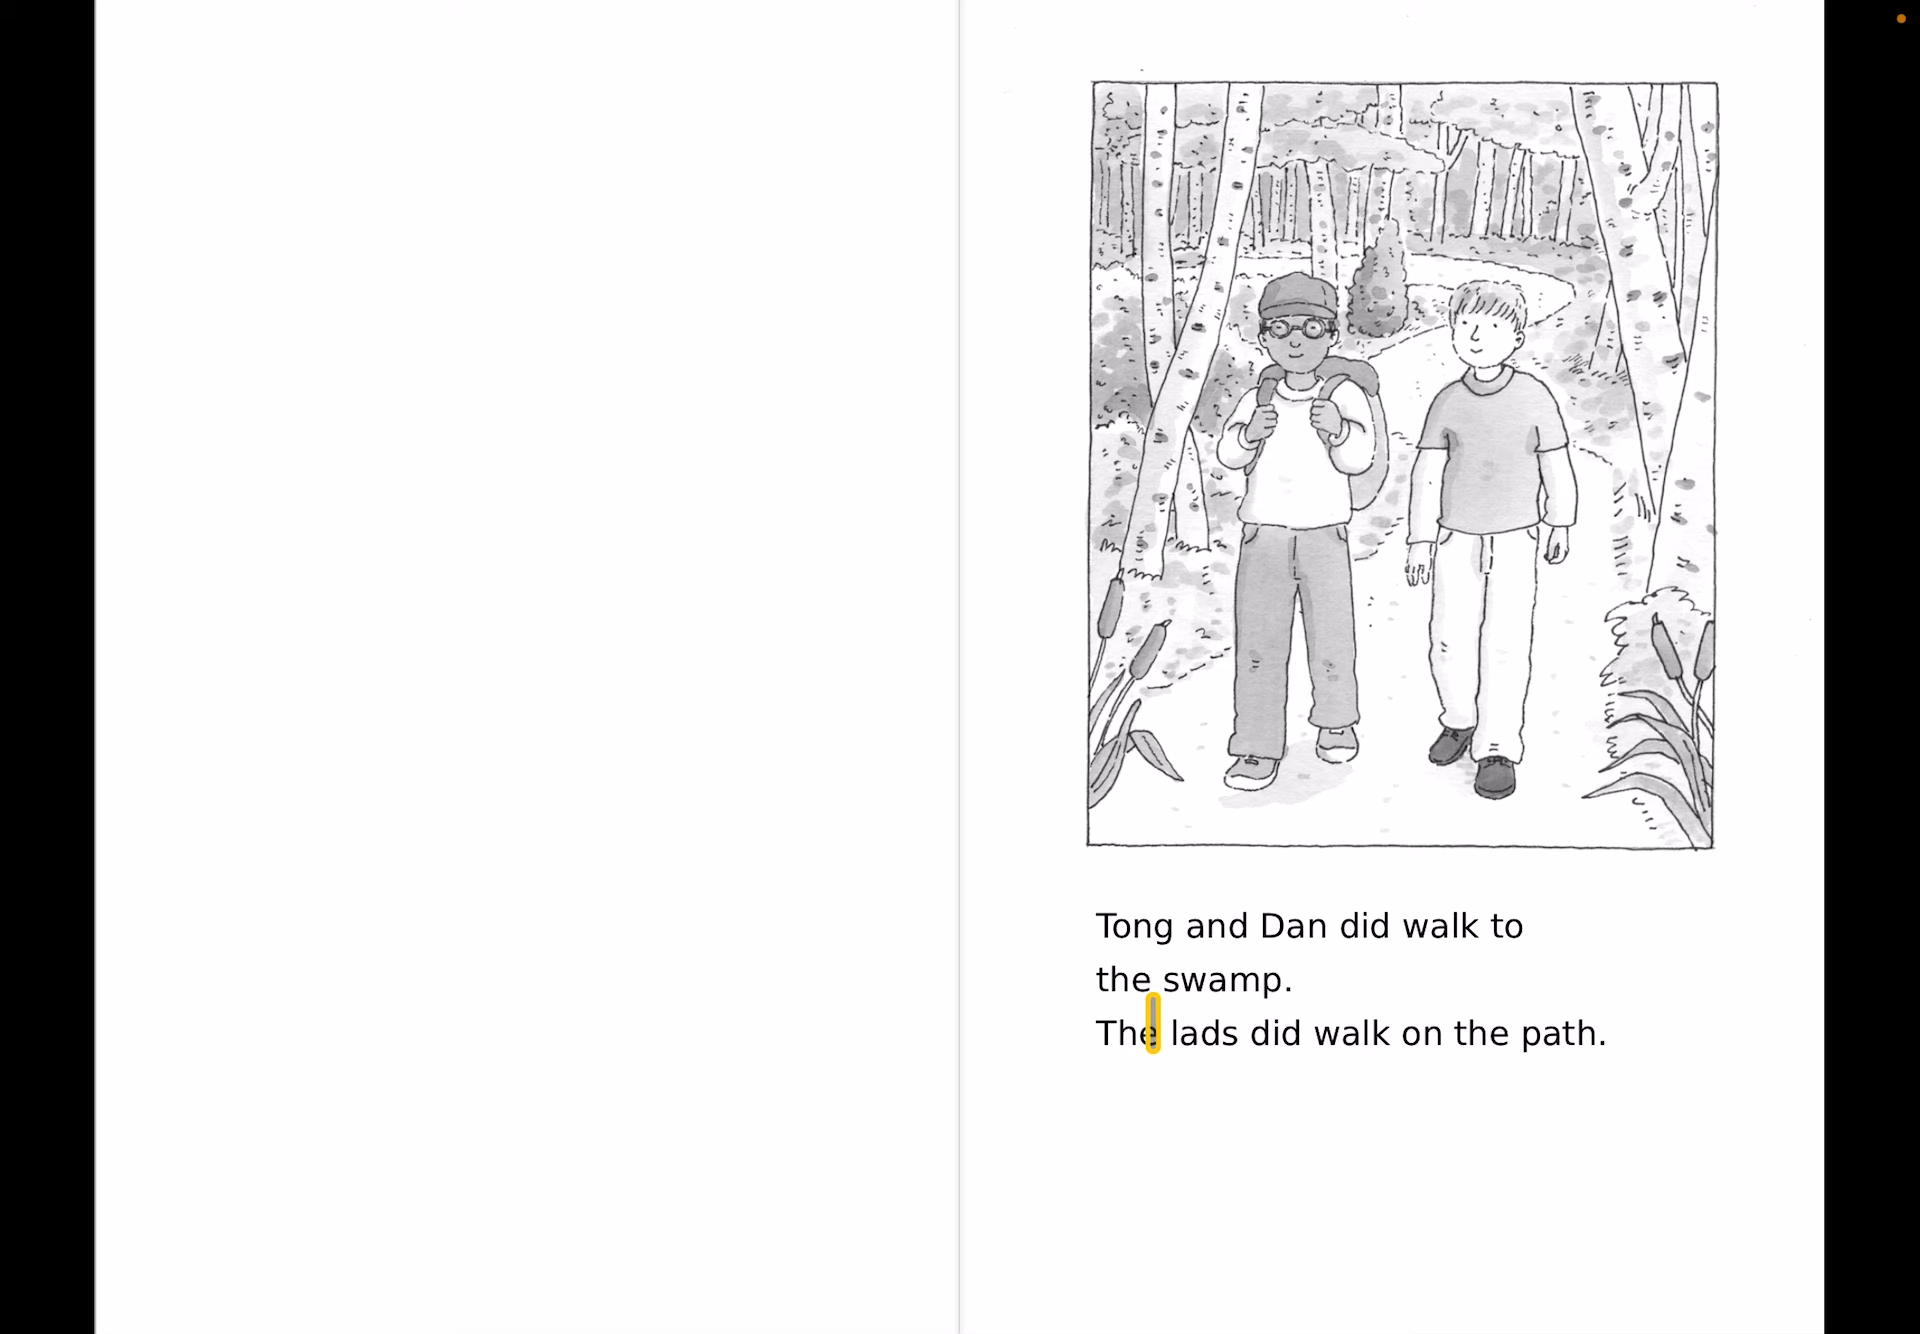 Tong and Dan did walk to
the swamp.
The lads did walk on the path.